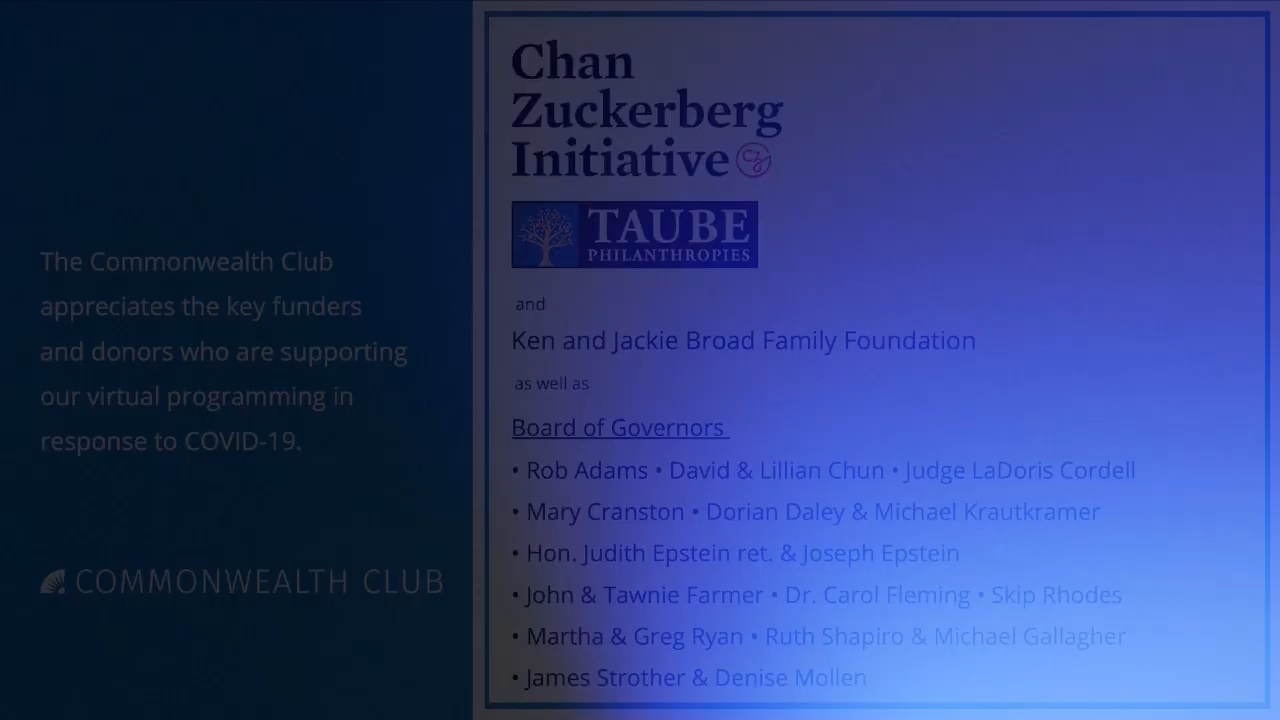 The Commonwealth Club
appreciates the key funders
and donors who are supporting
our virtual programming in
response to COVID-19.
COMMONWEALTH CLUB
Chan
Zuckerberg
Initiative
CZI
TAUBE
PHILANTHROPIES
and
Ken and Jackie Broad Family Foundation
as well as
Board of Governors
• Rob Adams • David & Lillian Chun • Judge LaDoris Cordell
• Mary Cranston • Dorian Daley & Michael Krautkramer
• Hon. Judith Epstein ret. & Joseph Epstein
• John & Tawnie Farmer • Dr. Carol Fleming • Skip Rhodes
• Martha & Greg Ryan • Ruth Shapiro & Michael Gallagher
• James Strother & Denise Mollen